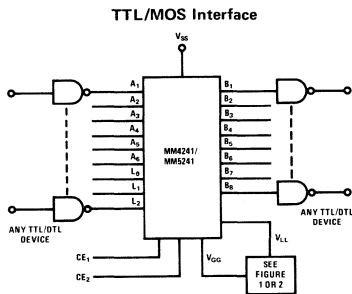 TTL/MOS Interface
VSS
A1
A2
A3
A4
A5
A6
L0
L1
L2
MM4241/
MM5241
B1
B2
B3
B4
B5
B6
B7
B8
ANY TTL/DTL
DEVICE
ANY TTL/DTL
DEVICE
VLL
VGG
CE1
CE2
SEE
FIGURE
1 OR 2